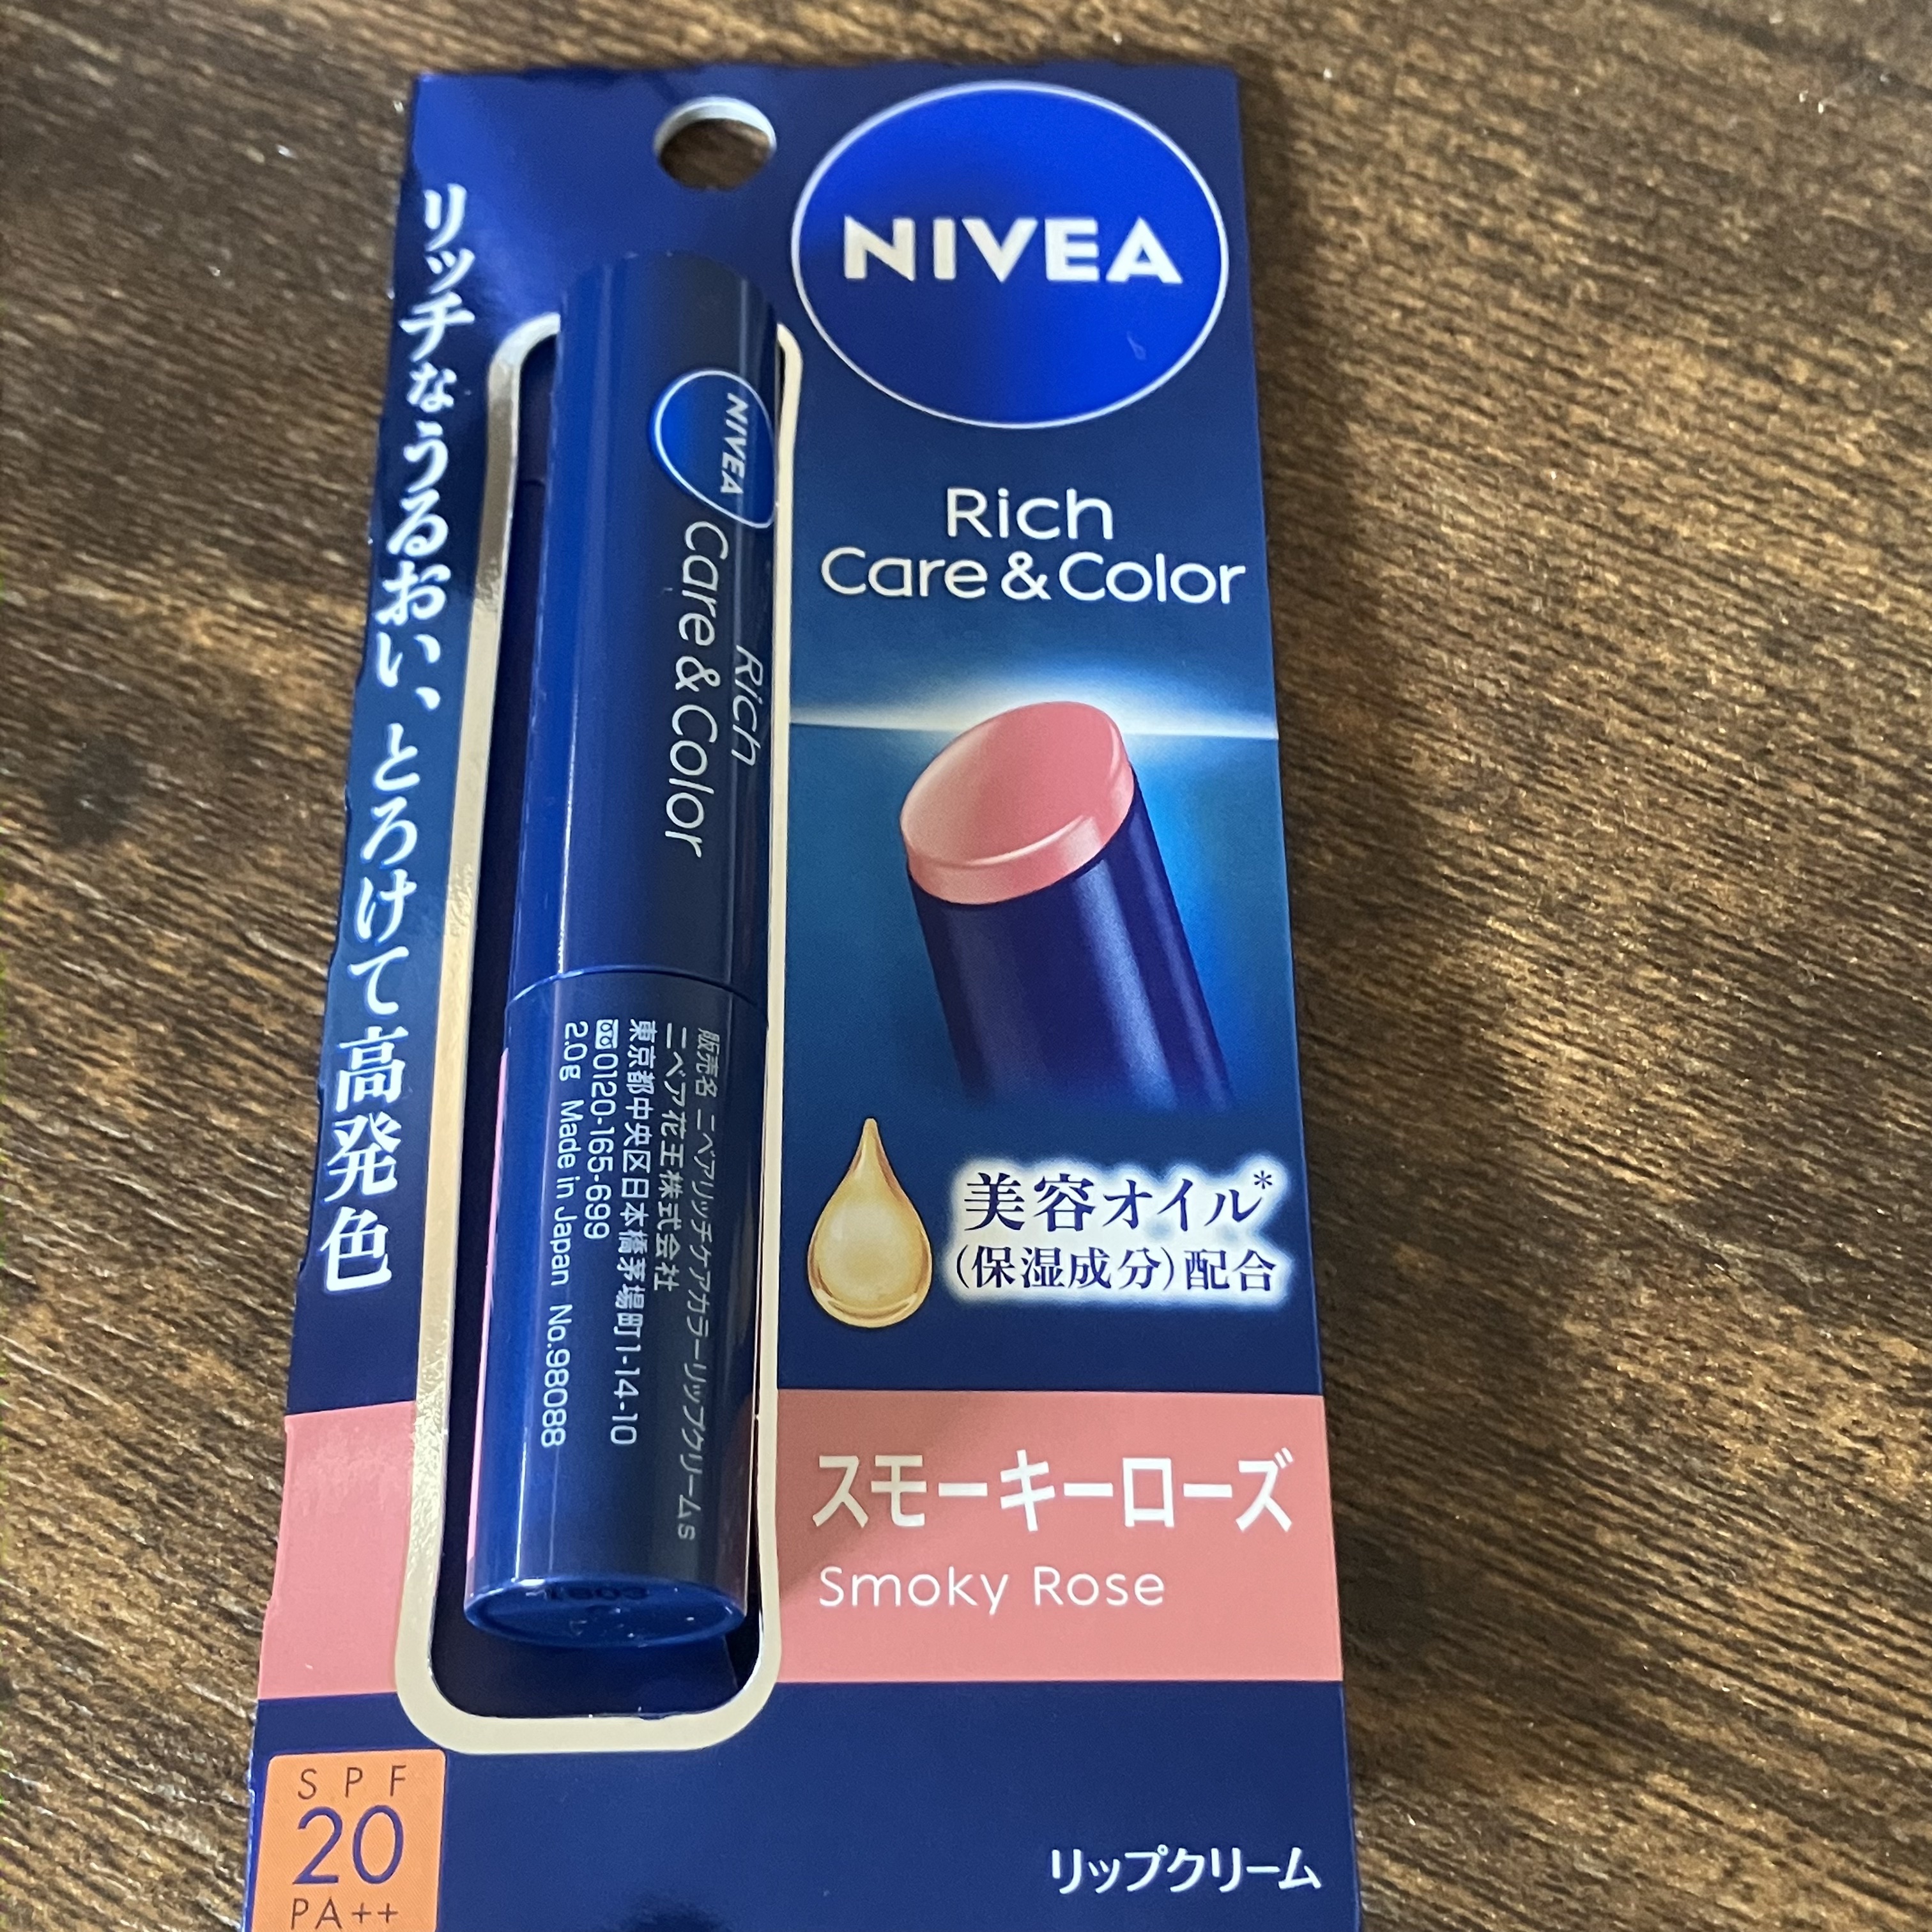 NIVEA
Rich
Care & Color
リッチなうるおい、とろけて高発色
NIVEA
Rich
Care & Color
販売名 ニベアリッチケアカラーリップクリームs
ニベア花王株式会社
東京都中央区日本橋茅場町1-14-10
0120-165-699
2.0g Made in Japan No.98088
美容オイル*
(保湿成分)配合
スモーキーローズ
Smoky Rose
SPF
20
PA++
リップクリーム